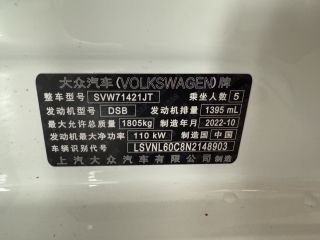 大众汽车(VOLKSWAGEN)牌
整车型号 SVW71421JT 乘坐人数 5
发动机型号 DSB 发动机排量 1395 mL
最大允许总质量 1805kg 制造年月 2022-10
发动机最大净功率 110 kW 制造国 中国
车辆识别代号 LSVNL60C8N2148903
上汽大众汽车有限公司制造